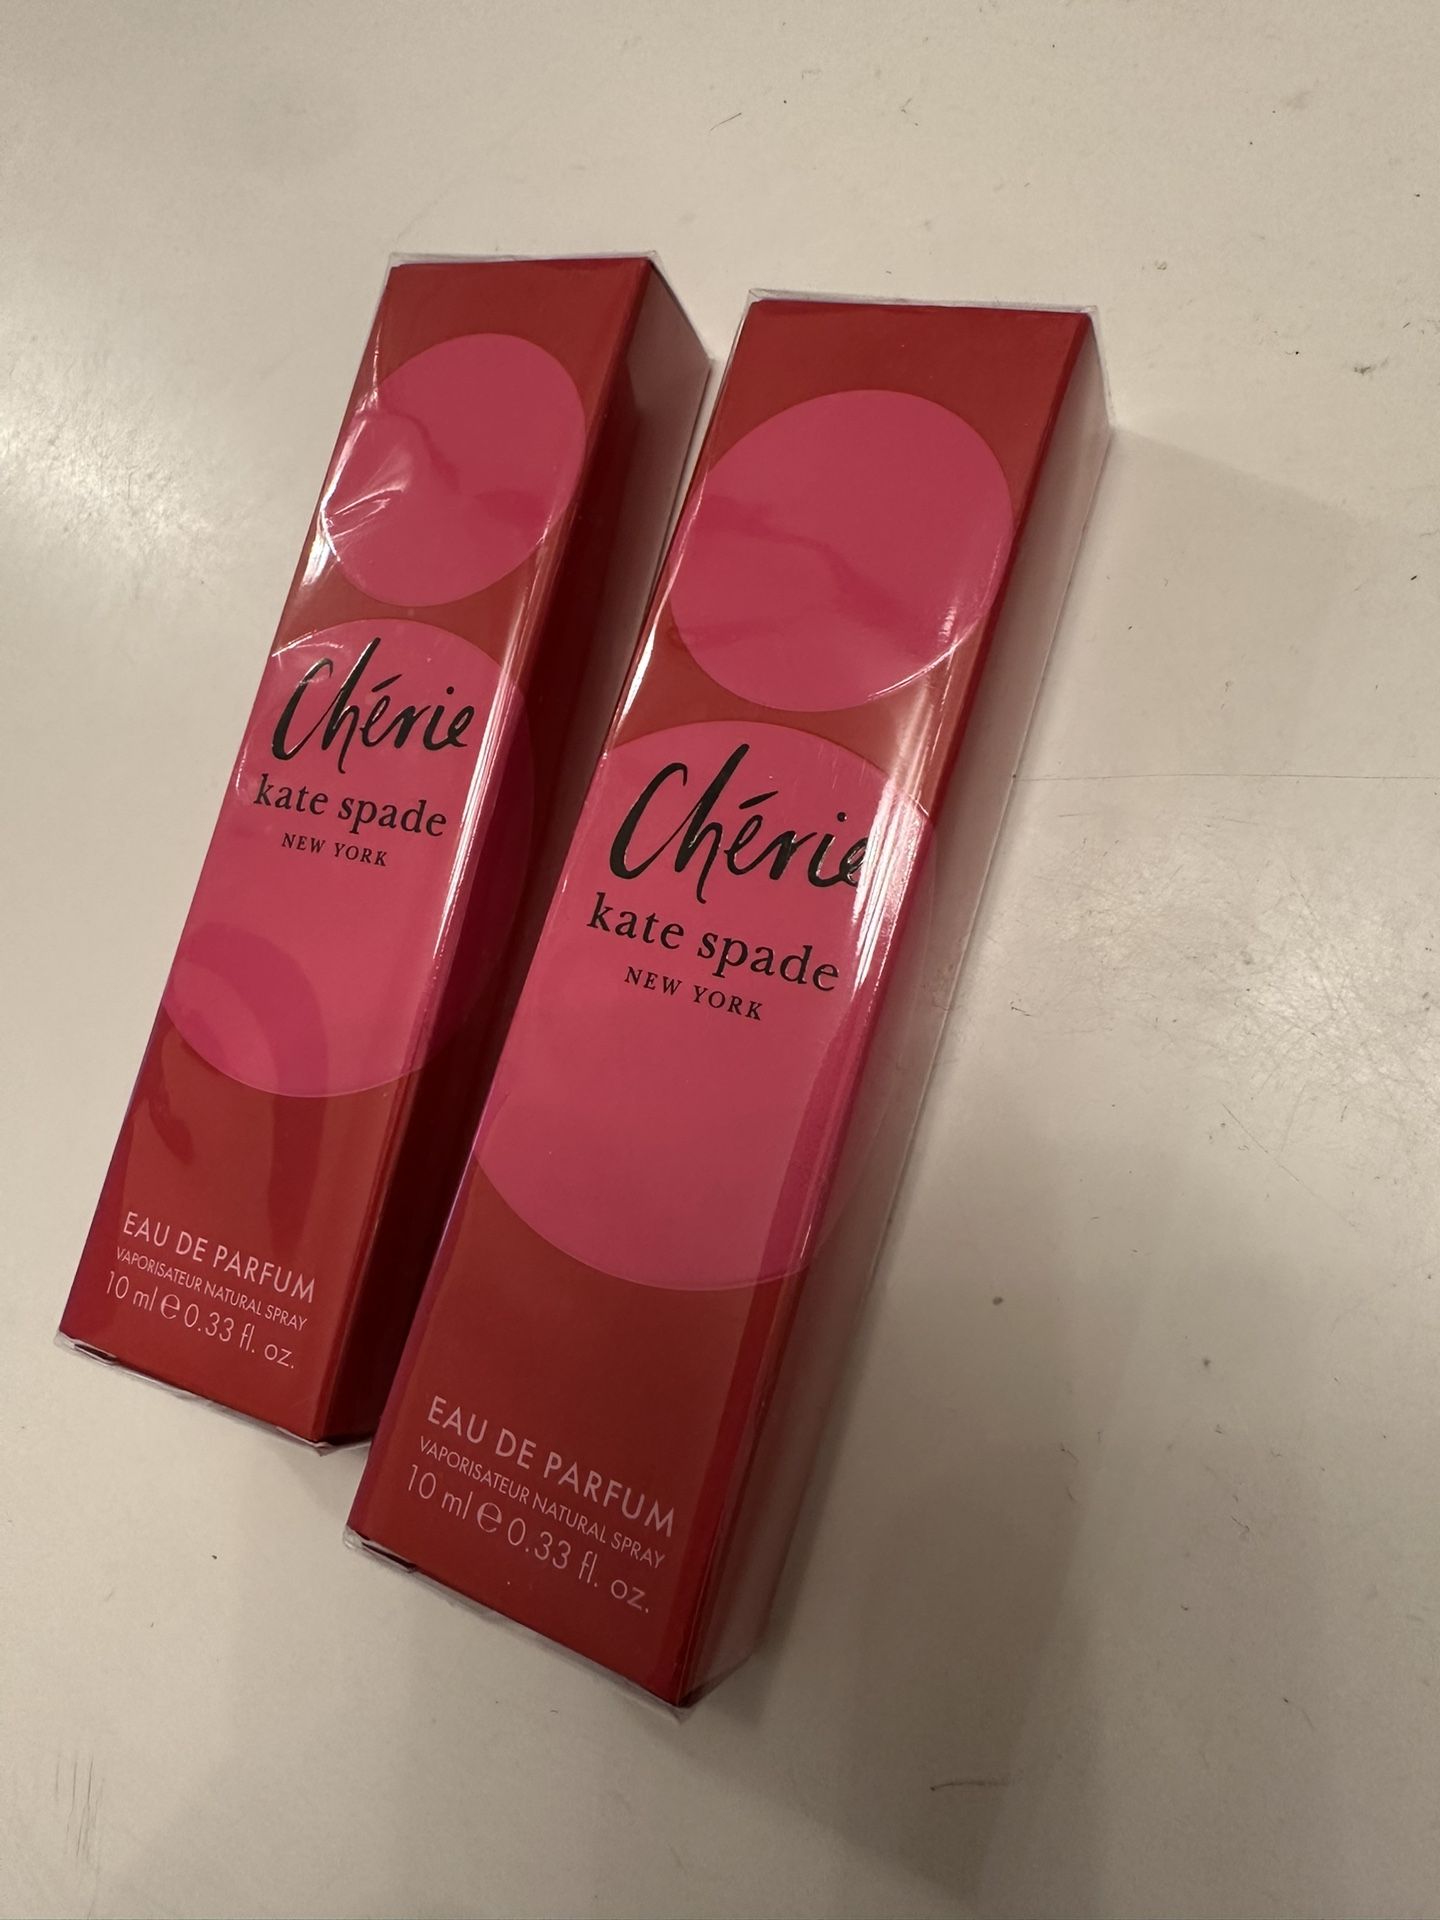 Chérie
kate spade
NEW YORK
EAU DE PARFUM
VAPORISATEUR NATURAL SPRAY
10 ml ℮ 0.33 fl. oz.
Chérie
kate spade
NEW YORK
EAU DE PARFUM
VAPORISATEUR NATURAL SPRAY
10 ml ℮ 0.33 fl. oz.